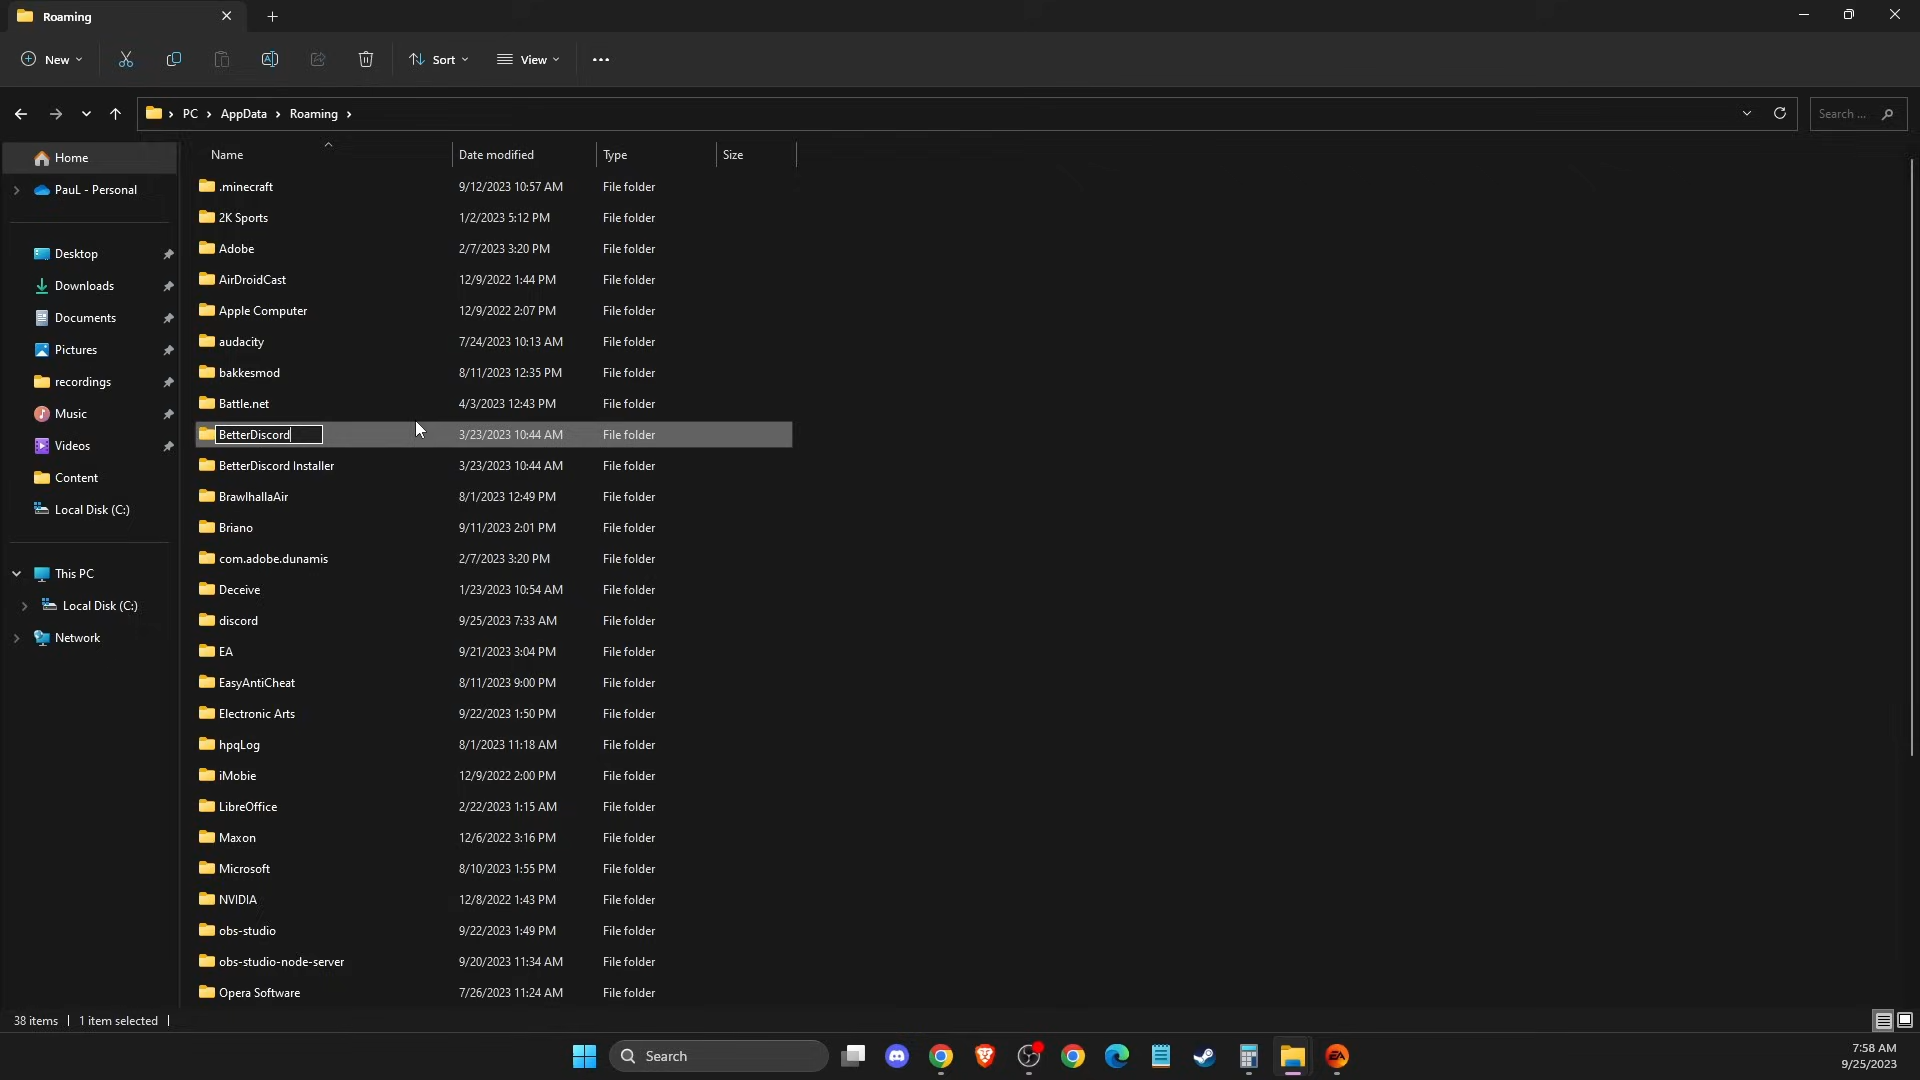 Roaming
New
Sort
View
PC > AppData > Roaming >
Search ...
Home
PauL - Personal
Desktop
Downloads
Documents
Pictures
recordings
Music
Videos
Content
Local Disk (C:)
This PC
Local Disk (C:)
Network
Name Date modified Type Size
.minecraft 9/12/2023 10:57 AM File folder
2K Sports 1/2/2023 5:12 PM File folder
Adobe 2/7/2023 3:20 PM File folder
AirDroidCast 12/9/2022 1:44 PM File folder
Apple Computer 12/9/2022 2:07 PM File folder
audacity 7/24/2023 10:13 AM File folder
bakkesmod 8/11/2023 12:35 PM File folder
Battle.net 4/3/2023 12:43 PM File folder
BetterDiscord 3/23/2023 10:44 AM File folder
BetterDiscord Installer 3/23/2023 10:44 AM File folder
BrawlhallaAir 8/1/2023 12:49 PM File folder
Briano 9/11/2023 2:01 PM File folder
com.adobe.dunamis 2/7/2023 3:20 PM File folder
Deceive 1/23/2023 10:54 AM File folder
discord 9/25/2023 7:33 AM File folder
EA 9/21/2023 3:04 PM File folder
EasyAntiCheat 8/11/2023 9:00 PM File folder
Electronic Arts 9/22/2023 1:50 PM File folder
hpqLog 8/1/2023 11:18 AM File folder
iMobie 12/9/2022 2:00 PM File folder
LibreOffice 2/22/2023 1:15 AM File folder
Maxon 12/6/2022 3:16 PM File folder
Microsoft 8/10/2023 1:55 PM File folder
NVIDIA 12/8/2022 1:43 PM File folder
obs-studio 9/22/2023 1:49 PM File folder
obs-studio-node-server 9/20/2023 11:34 AM File folder
Opera Software 7/26/2023 11:24 AM File folder
38 items | 1 item selected |
Search
EA
7:58 AM
9/25/2023